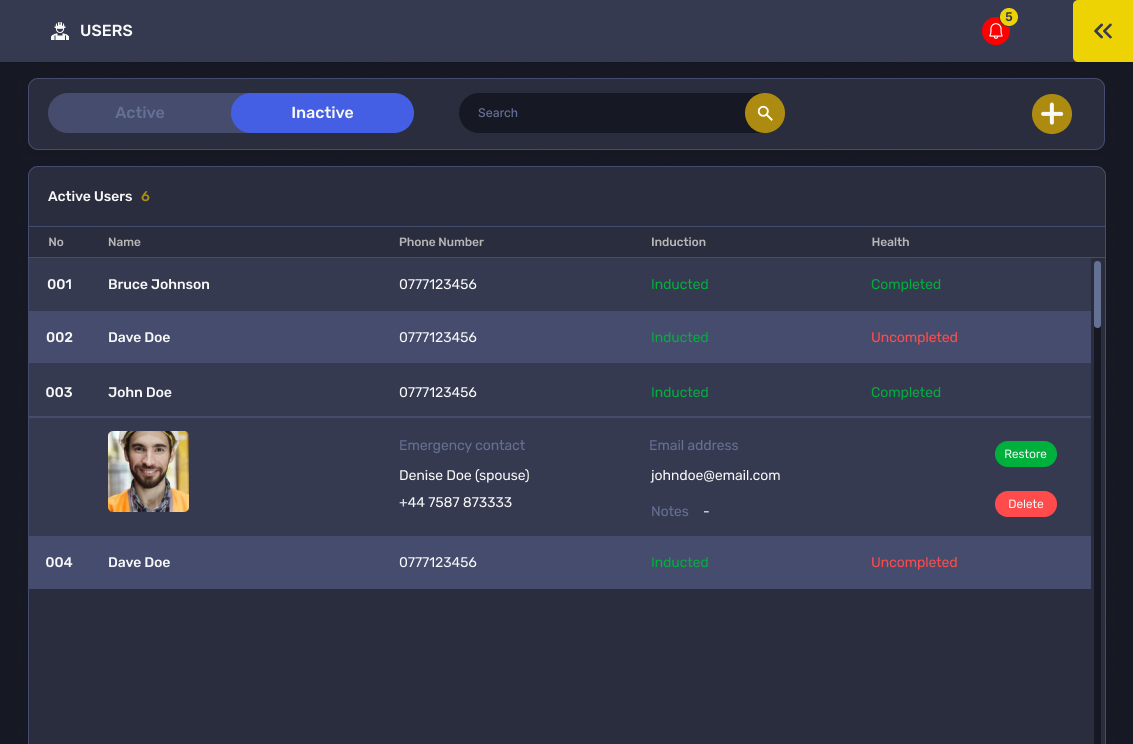 USERS
5
Active
Inactive
Search
Active Users 6
No Name Phone Number Induction Health
001 Bruce Johnson 0777123456 Inducted Completed
002 Dave Doe 0777123456 Inducted Uncompleted
003 John Doe 0777123456 Inducted Completed
Emergency contact Email address
Restore
Denise Doe (spouse) johndoe@email.com
+44 7587 873333
Notes -
Delete
004 Dave Doe 0777123456 Inducted Uncompleted